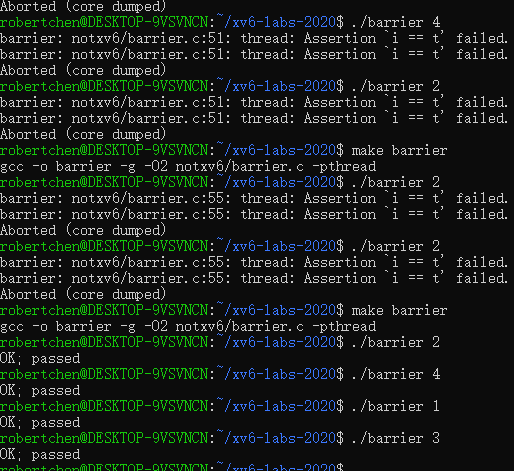 Aborted (core dumped)
robertchen@DESKTOP-9VSVNCN:~/xv6-labs-2020$ ./barrier 4
barrier: notxv6/barrier.c:51: thread: Assertion `i == t' failed.
barrier: notxv6/barrier.c:51: thread: Assertion `i == t' failed.
Aborted (core dumped)
robertchen@DESKTOP-9VSVNCN:~/xv6-labs-2020$ ./barrier 2
barrier: notxv6/barrier.c:51: thread: Assertion `i == t' failed.
barrier: notxv6/barrier.c:51: thread: Assertion `i == t' failed.
Aborted (core dumped)
robertchen@DESKTOP-9VSVNCN:~/xv6-labs-2020$ make barrier
gcc -o barrier -g -O2 notxv6/barrier.c -pthread
robertchen@DESKTOP-9VSVNCN:~/xv6-labs-2020$ ./barrier 2
barrier: notxv6/barrier.c:55: thread: Assertion `i == t' failed.
barrier: notxv6/barrier.c:55: thread: Assertion `i == t' failed.
Aborted (core dumped)
robertchen@DESKTOP-9VSVNCN:~/xv6-labs-2020$ ./barrier 2
barrier: notxv6/barrier.c:55: thread: Assertion `i == t' failed.
barrier: notxv6/barrier.c:55: thread: Assertion `i == t' failed.
Aborted (core dumped)
robertchen@DESKTOP-9VSVNCN:~/xv6-labs-2020$ make barrier
gcc -o barrier -g -O2 notxv6/barrier.c -pthread
robertchen@DESKTOP-9VSVNCN:~/xv6-labs-2020$ ./barrier 2
OK; passed
robertchen@DESKTOP-9VSVNCN:~/xv6-labs-2020$ ./barrier 4
OK; passed
robertchen@DESKTOP-9VSVNCN:~/xv6-labs-2020$ ./barrier 1
OK; passed
robertchen@DESKTOP-9VSVNCN:~/xv6-labs-2020$ ./barrier 3
OK; passed
robertchen@DESKTOP-9VSVNCN:~/xv6-labs-2020$